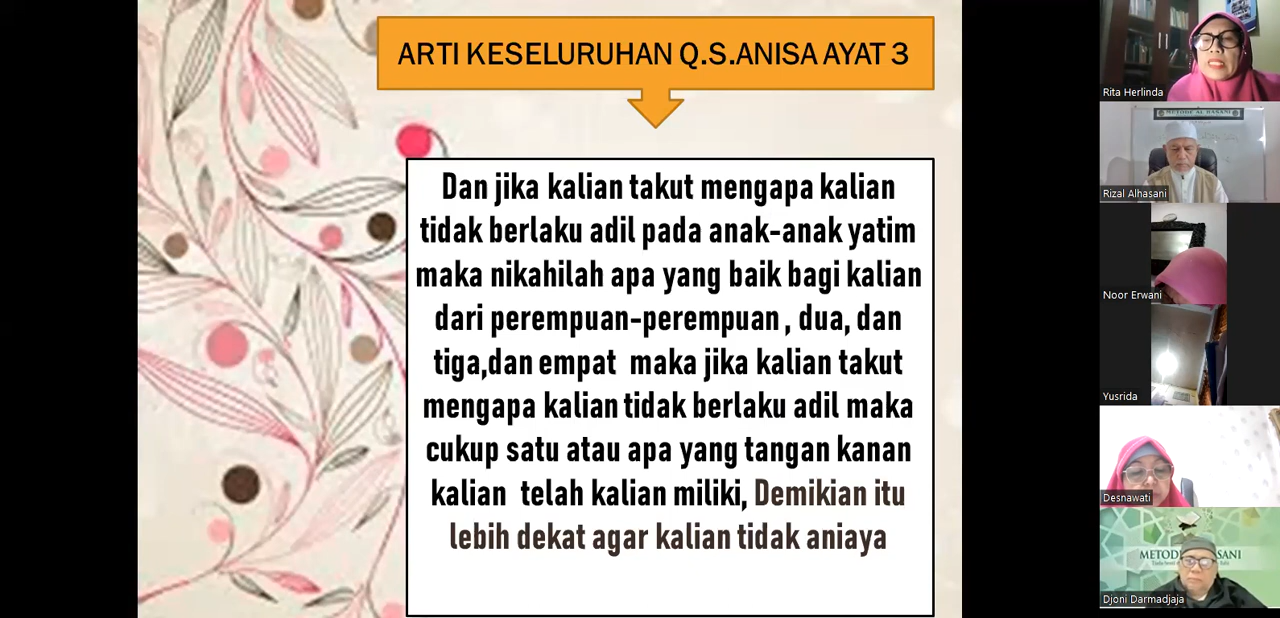 ARTI KESELURUHAN Q.S.ANISA AYAT 3
Dan jika kalian takut mengapa kalian
tidak berlaku adil pada anak-anak yatim
maka nikahilah apa yang baik bagi kalian
dari perempuan-perempuan , dua, dan
tiga,dan empat maka jika kalian takut
mengapa kalian tidak berlaku adil maka
cukup satu atau apa yang tangan kanan
kalian telah kalian miliki, Demikian itu
lebih dekat agar kalian tidak aniaya
Rita Herlinda
METODE AL HASANI
Rizal Alhasani
Noor Erwani
Yusrida
Desnawati
Djoni Darmadjaja